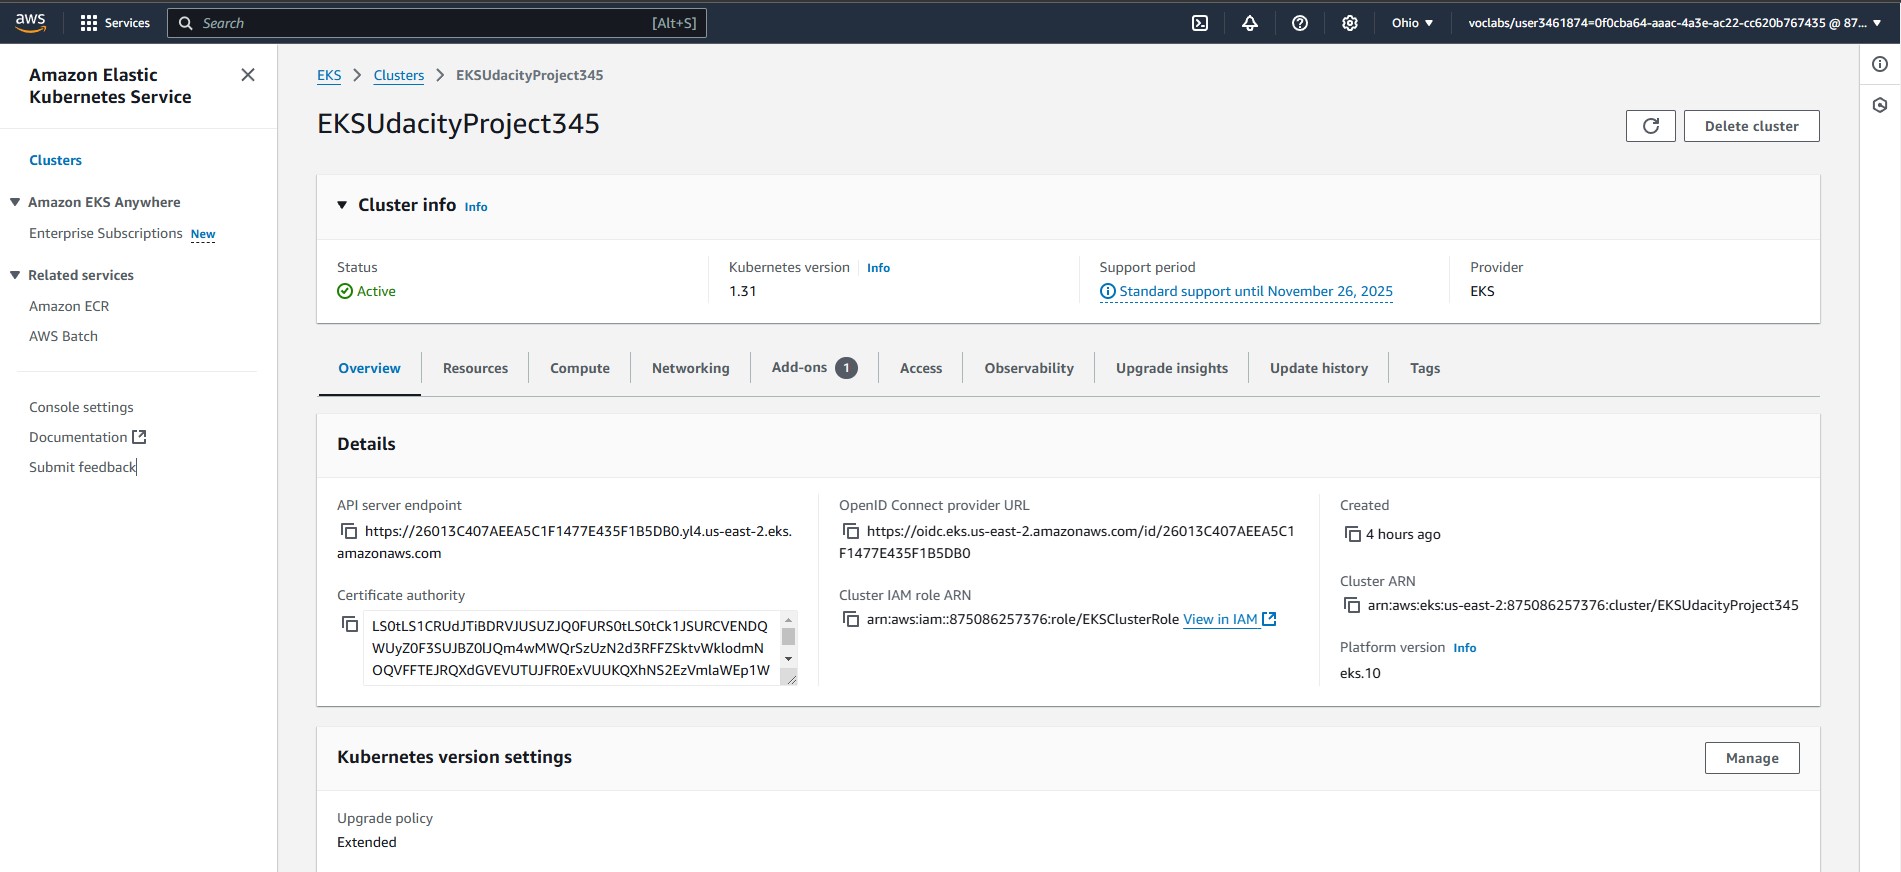 aws
Services
Search
[Alt+S]
Ohio
voclabs/user3461874=0f0cba64-aaac-4a3e-ac22-cc620b767435 @ 87...
Amazon Elastic
Kubernetes Service
Clusters
Amazon EKS Anywhere
Enterprise Subscriptions New
Related services
Amazon ECR
AWS Batch
Console settings
Documentation
Submit feedback
EKS > Clusters > EKSUdacityProject345
EKSUdacityProject345
Delete cluster
Cluster info Info
Status
Active
Kubernetes version Info
1.31
Support period
Standard support until November 26, 2025
Provider
EKS
Overview
Resources
Compute
Networking
Add-ons 1
Access
Observability
Upgrade insights
Update history
Tags
Details
API server endpoint
https://26013C407AEEA5C1F1477E435F1B5DB0.yl4.us-east-2.eks.
amazonaws.com
Certificate authority
LS0tLS1CRUdJTiBDRVJUSUZJQ0FURS0tLS0tCk1JSURCVENDQ
WUyZ0F3SUJBZ0lJQm4wMWQrSzUzN2d3RFFZSktvWklodmN
OQVFFTEJRQXdGVEVUTUJFR0ExVUUKQXhNS2EzVmlaWEp1W
OpenID Connect provider URL
https://oidc.eks.us-east-2.amazonaws.com/id/26013C407AEEA5C1
F1477E435F1B5DB0
Cluster IAM role ARN
arn:aws:iam::875086257376:role/EKSClusterRole View in IAM
Created
4 hours ago
Cluster ARN
arn:aws:eks:us-east-2:875086257376:cluster/EKSUdacityProject345
Platform version Info
eks.10
Kubernetes version settings
Manage
Upgrade policy
Extended